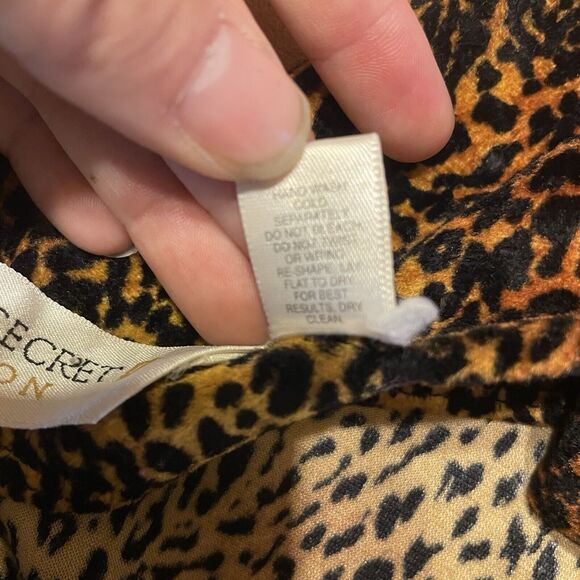 HAND WASH
COLD
SEPARATELY.
DO NOT BLEACH.
DO NOT TWIST
OR WRING.
RE-SHAPE. LAY
FLAT TO DRY.
FOR BEST
RESULTS, DRY
CLEAN.
SECRET
ON